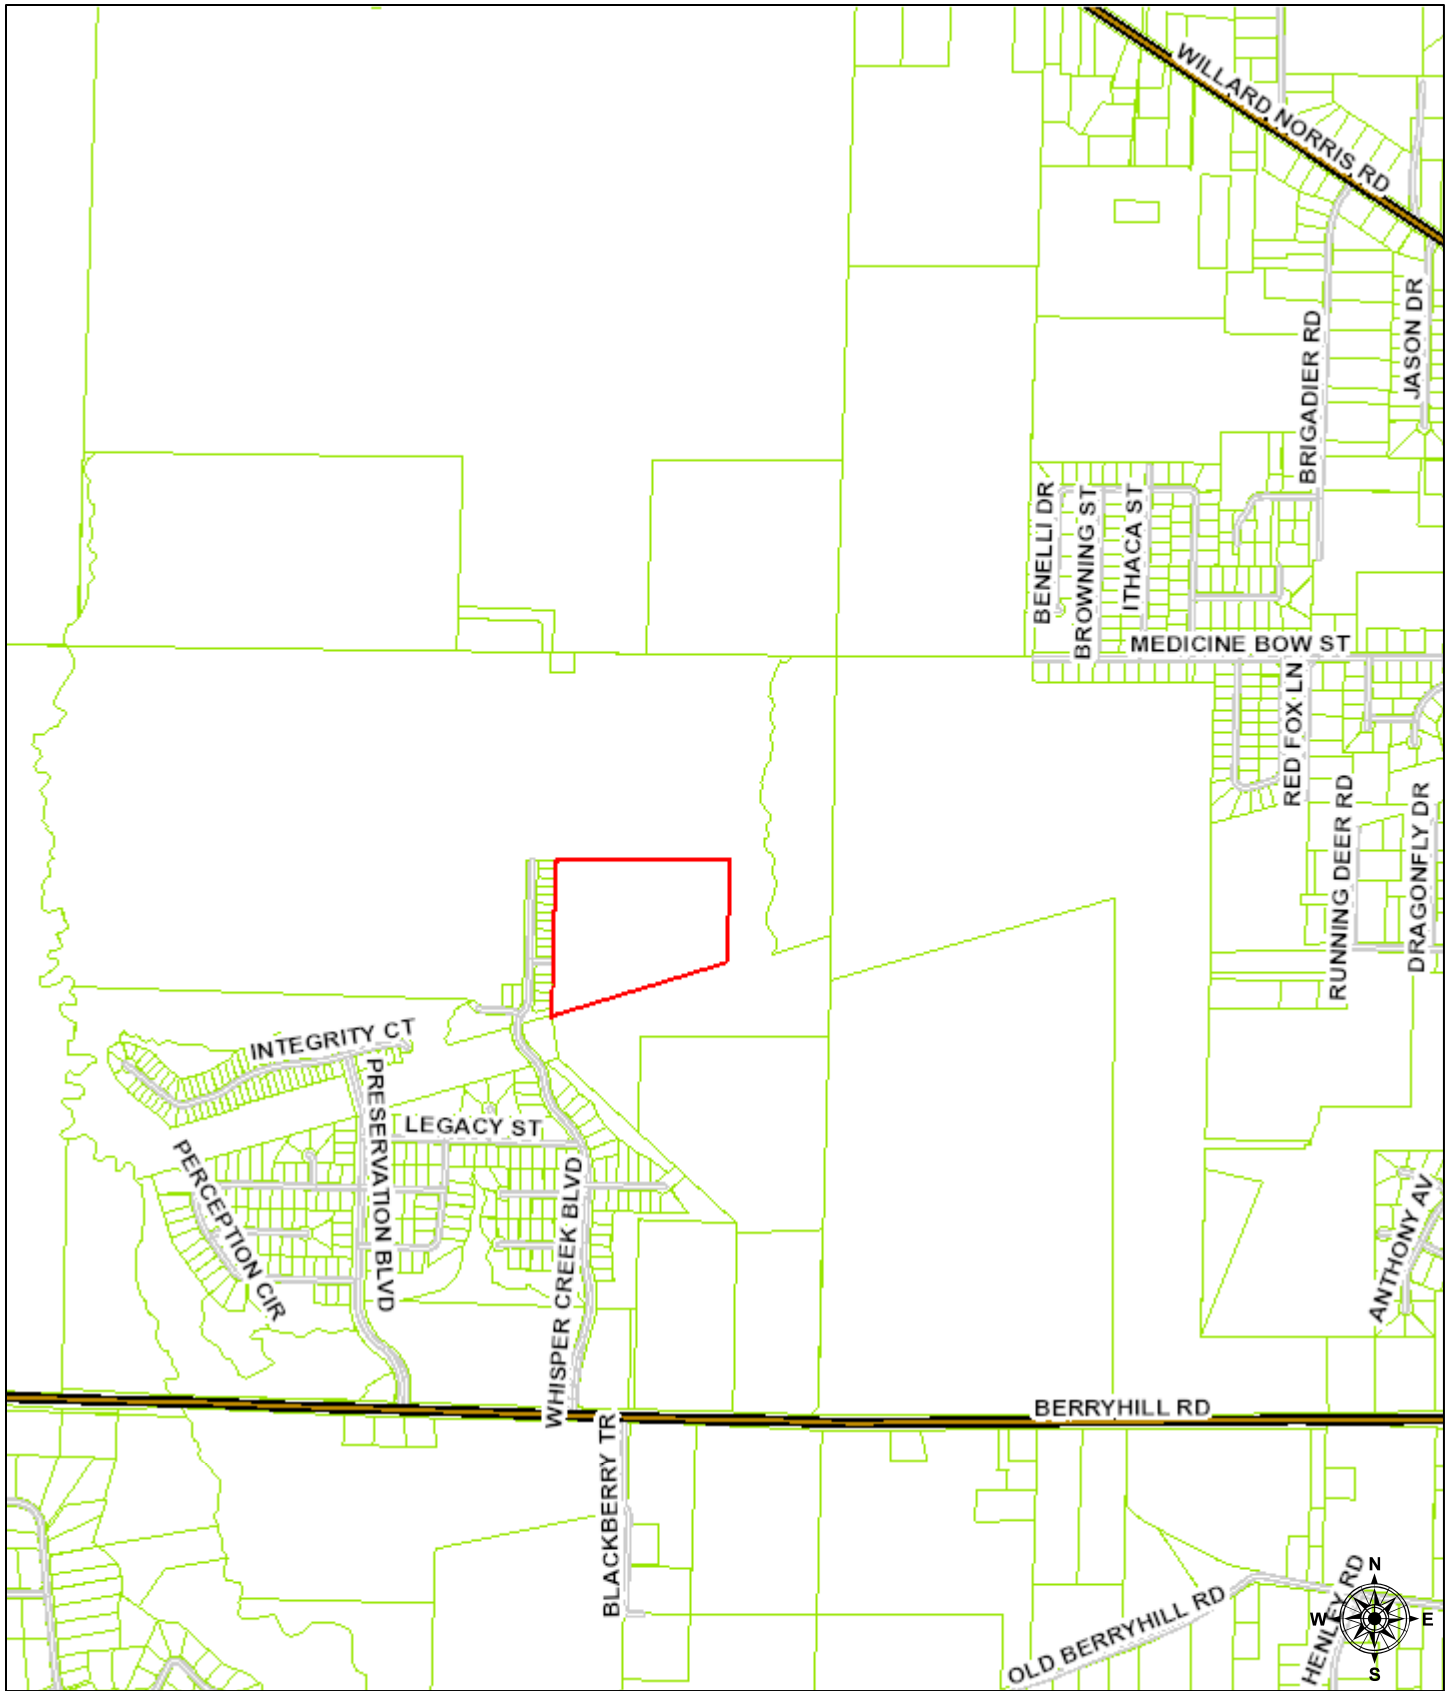 WILLARD NORRIS RD
JASON DR
BRIGADIER RD
BENELLI DR
BROWNING ST
ITHACA ST
MEDICINE BOW ST
RED FOX LN
RUNNING DEER RD
DRAGONFLY DR
INTEGRITY CT
PRESERVATION BLVD
LEGACY ST
PERCEPTION CIR
WHISPER CREEK BLVD
ANTHONY AV
BERRYHILL RD
BLACKBERRY TR
OLD BERRYHILL RD
HENLEY RD
N
W
E
S